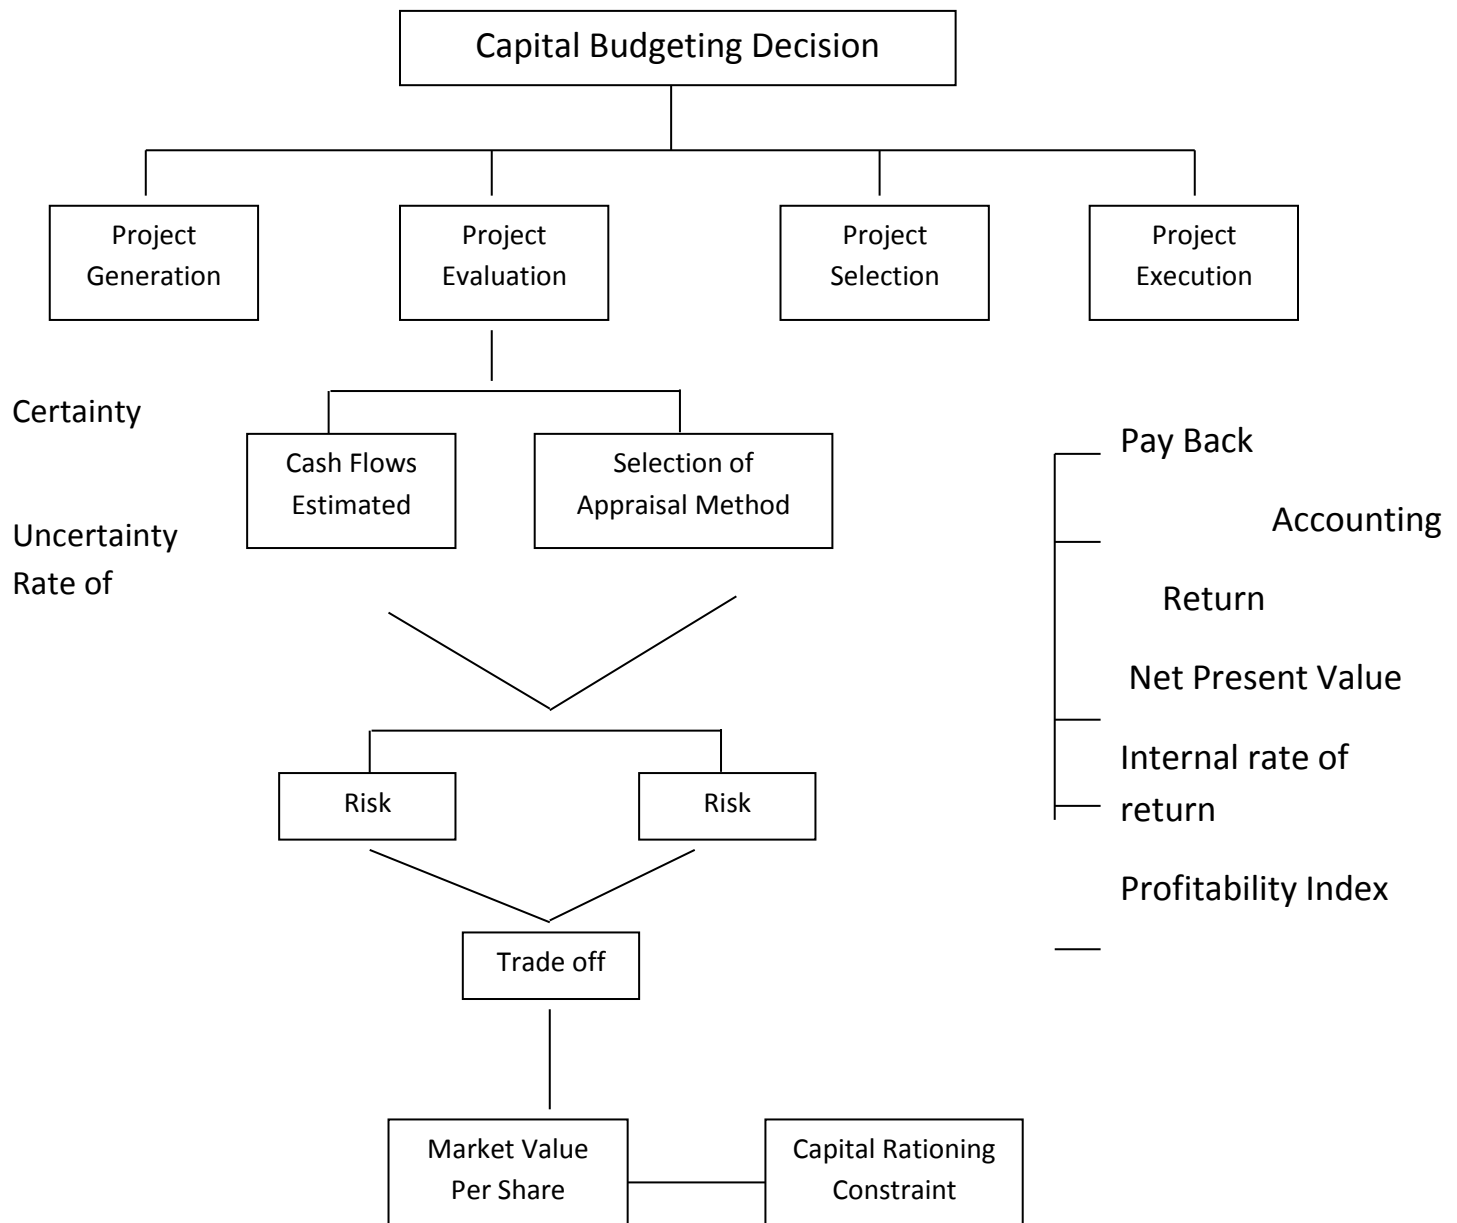 Capital Budgeting Decision
Project
Generation
Project
Evaluation
Project
Selection
Project
Execution
Certainty
Cash Flows
Estimated
Selection of
Appraisal Method
Pay Back
Uncertainty
Accounting
Rate of
Return
Net Present Value
Internal rate of
return
Risk
Risk
Profitability Index
Trade off
Market Value
Per Share
Capital Rationing
Constraint